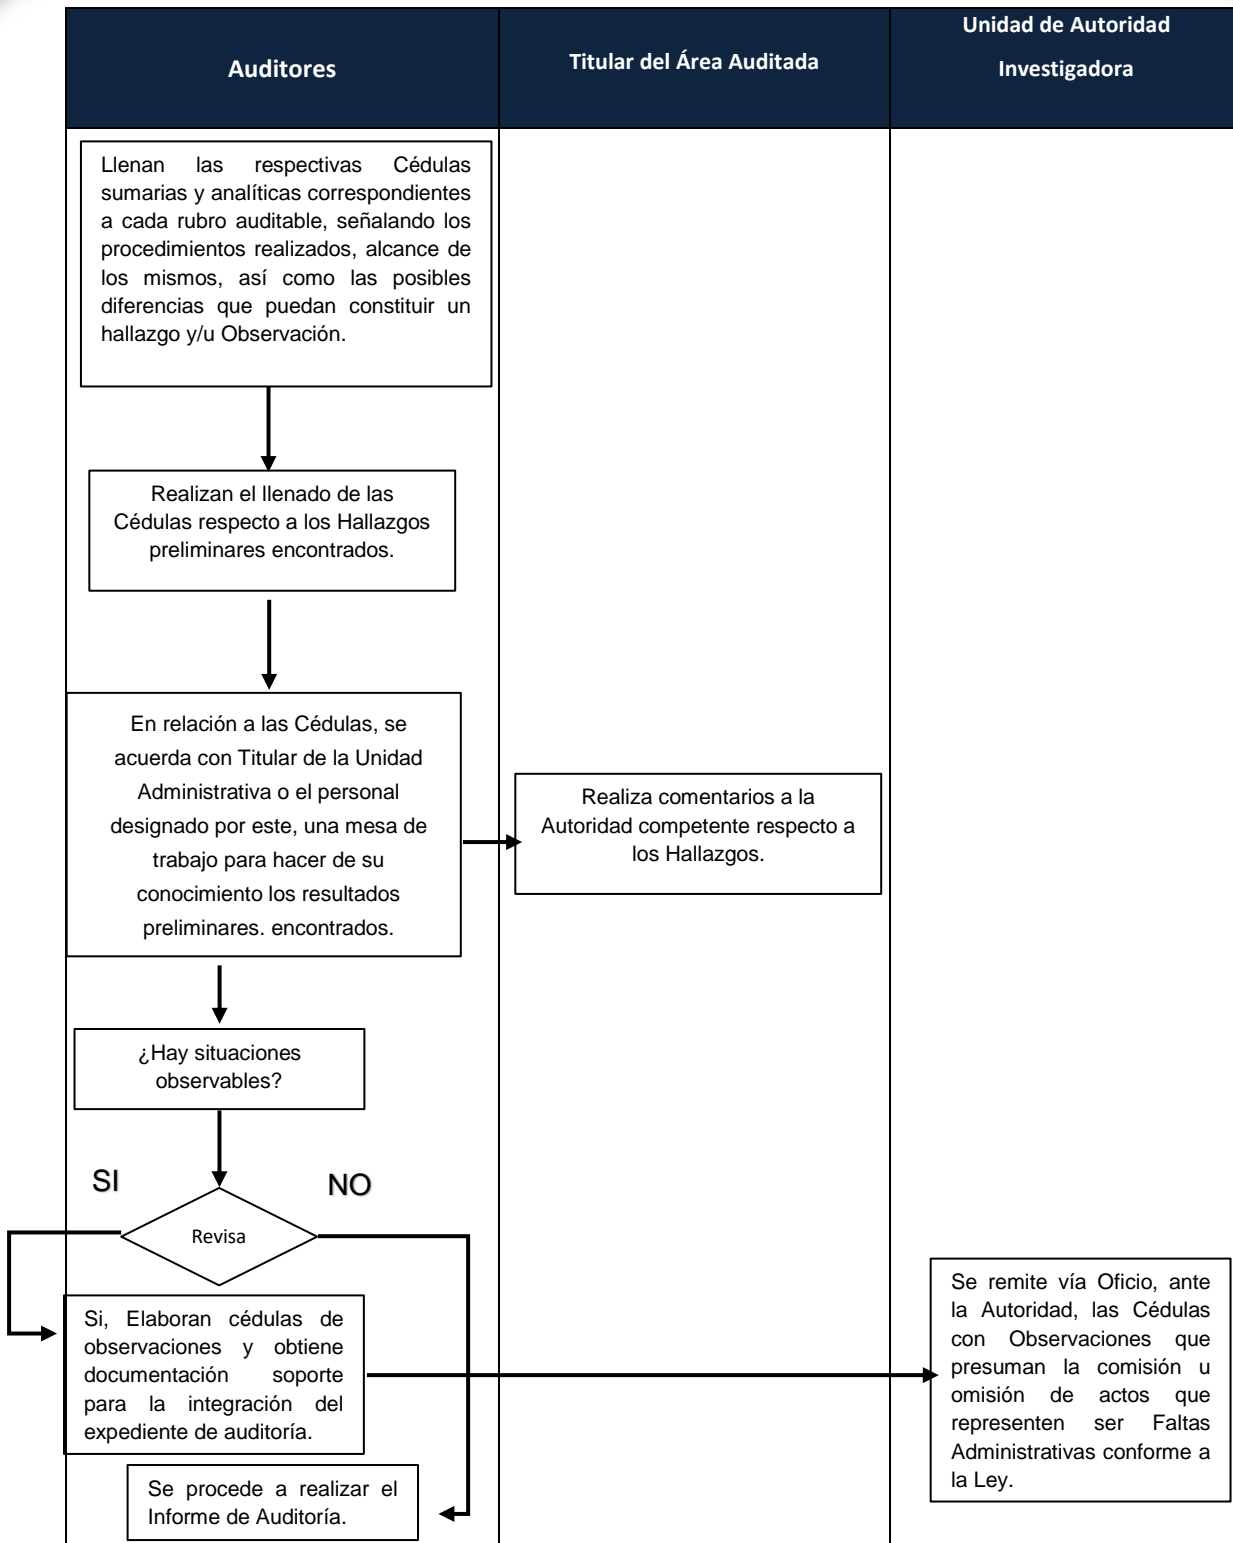 Auditores
Titular del Área Auditada
Unidad de Autoridad
Investigadora
Llenan las respectivas Cédulas
sumarias y analíticas correspondientes
a cada rubro auditable, señalando los
procedimientos realizados, alcance de
los mismos, así como las posibles
diferencias que puedan constituir un
hallazgo y/u Observación.
Realizan el llenado de las
Cédulas respecto a los Hallazgos
preliminares encontrados.
En relación a las Cédulas, se
acuerda con Titular de la Unidad
Administrativa o el personal
designado por este, una mesa de
trabajo para hacer de su
conocimiento los resultados
preliminares. encontrados.
Realiza comentarios a la
Autoridad competente respecto a
los Hallazgos.
¿Hay situaciones
observables?
SI
NO
Revisa
Si, Elaboran cédulas de
observaciones y obtiene
documentación soporte
para la integración del
expediente de auditoría.
Se remite vía Oficio, ante
la Autoridad, las Cédulas
con Observaciones que
presuman la comisión u
omisión de actos que
representen ser Faltas
Administrativas conforme a
la Ley.
Se procede a realizar el
Informe de Auditoría.